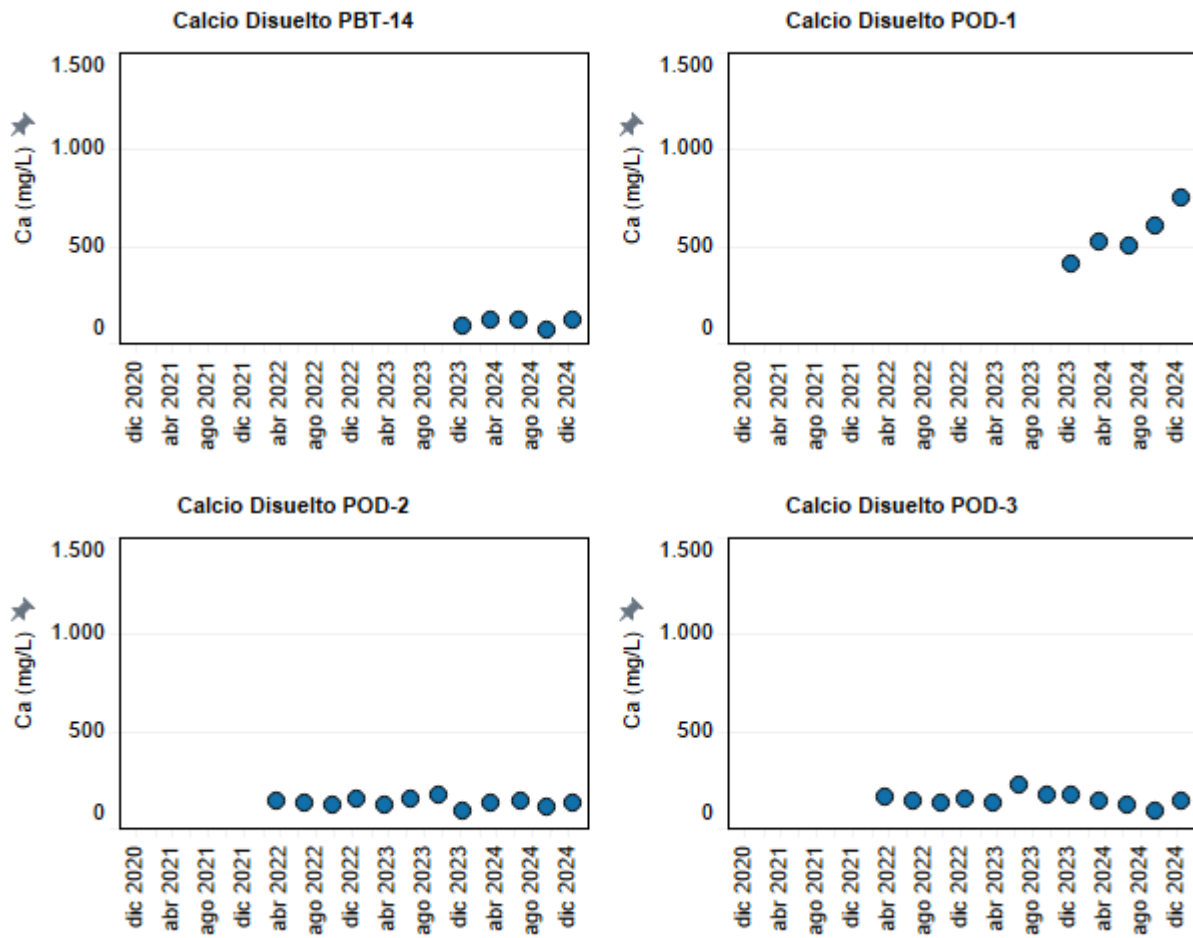 Calcio Disuelto PBT-14
1.500
1.000
500
0
Ca (mg/L)
dic 2020
abr 2021
ago 2021
dic 2021
abr 2022
ago 2022
dic 2022
abr 2023
ago 2023
dic 2023
abr 2024
ago 2024
dic 2024
Calcio Disuelto POD-1
1.500
1.000
500
0
Ca (mg/L)
dic 2020
abr 2021
ago 2021
dic 2021
abr 2022
ago 2022
dic 2022
abr 2023
ago 2023
dic 2023
abr 2024
ago 2024
dic 2024
Calcio Disuelto POD-2
1.500
1.000
500
0
Ca (mg/L)
dic 2020
abr 2021
ago 2021
dic 2021
abr 2022
ago 2022
dic 2022
abr 2023
ago 2023
dic 2023
abr 2024
ago 2024
dic 2024
Calcio Disuelto POD-3
1.500
1.000
500
0
Ca (mg/L)
dic 2020
abr 2021
ago 2021
dic 2021
abr 2022
ago 2022
dic 2022
abr 2023
ago 2023
dic 2023
abr 2024
ago 2024
dic 2024